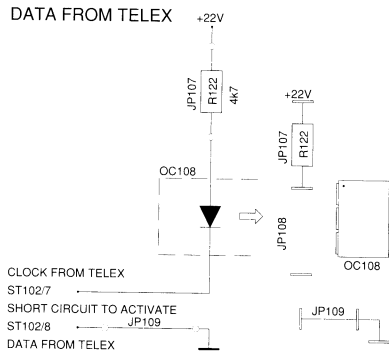 DATA FROM TELEX
+22V
JP107
R122
4k7
+22V
JP107
R122
OC108
JP108
OC108
CLOCK FROM TELEX
ST102/7
SHORT CIRCUIT TO ACTIVATE
JP109
ST102/8
JP109
DATA FROM TELEX